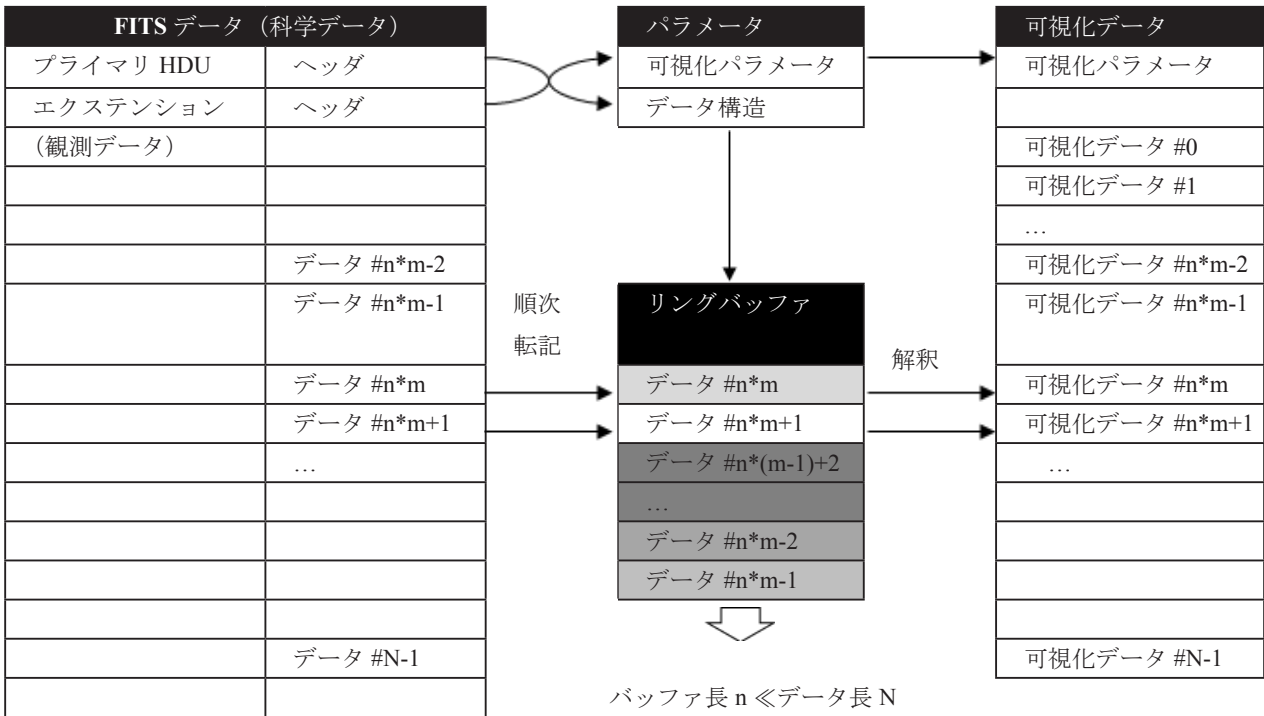 FITS データ（科学データ）
プライマリ HDU ヘッダ
エクステンション ヘッダ
（観測データ）
データ #n*m-2
データ #n*m-1
データ #n*m
データ #n*m+1
…
データ #N-1
順次
転記
パラメータ
可視化パラメータ
データ構造
リングバッファ
データ #n*m
データ #n*m+1
データ #n*(m-1)+2
…
データ #n*m-2
データ #n*m-1
バッファ長 n ≪データ長 N
解釈
可視化データ
可視化パラメータ
可視化データ #0
可視化データ #1
…
可視化データ #n*m-2
可視化データ #n*m-1
可視化データ #n*m
可視化データ #n*m+1
…
可視化データ #N-1